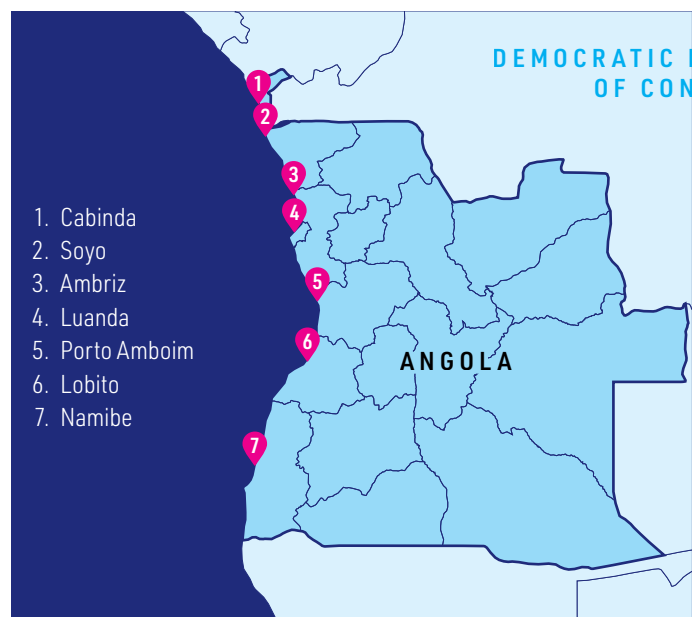 DEMOCRATIC
OF CON
1. Cabinda
2. Soyo
3. Ambriz
4. Luanda
5. Porto Amboim
6. Lobito
7. Namibe
ANGOLA
1
2
3
4
5
6
7